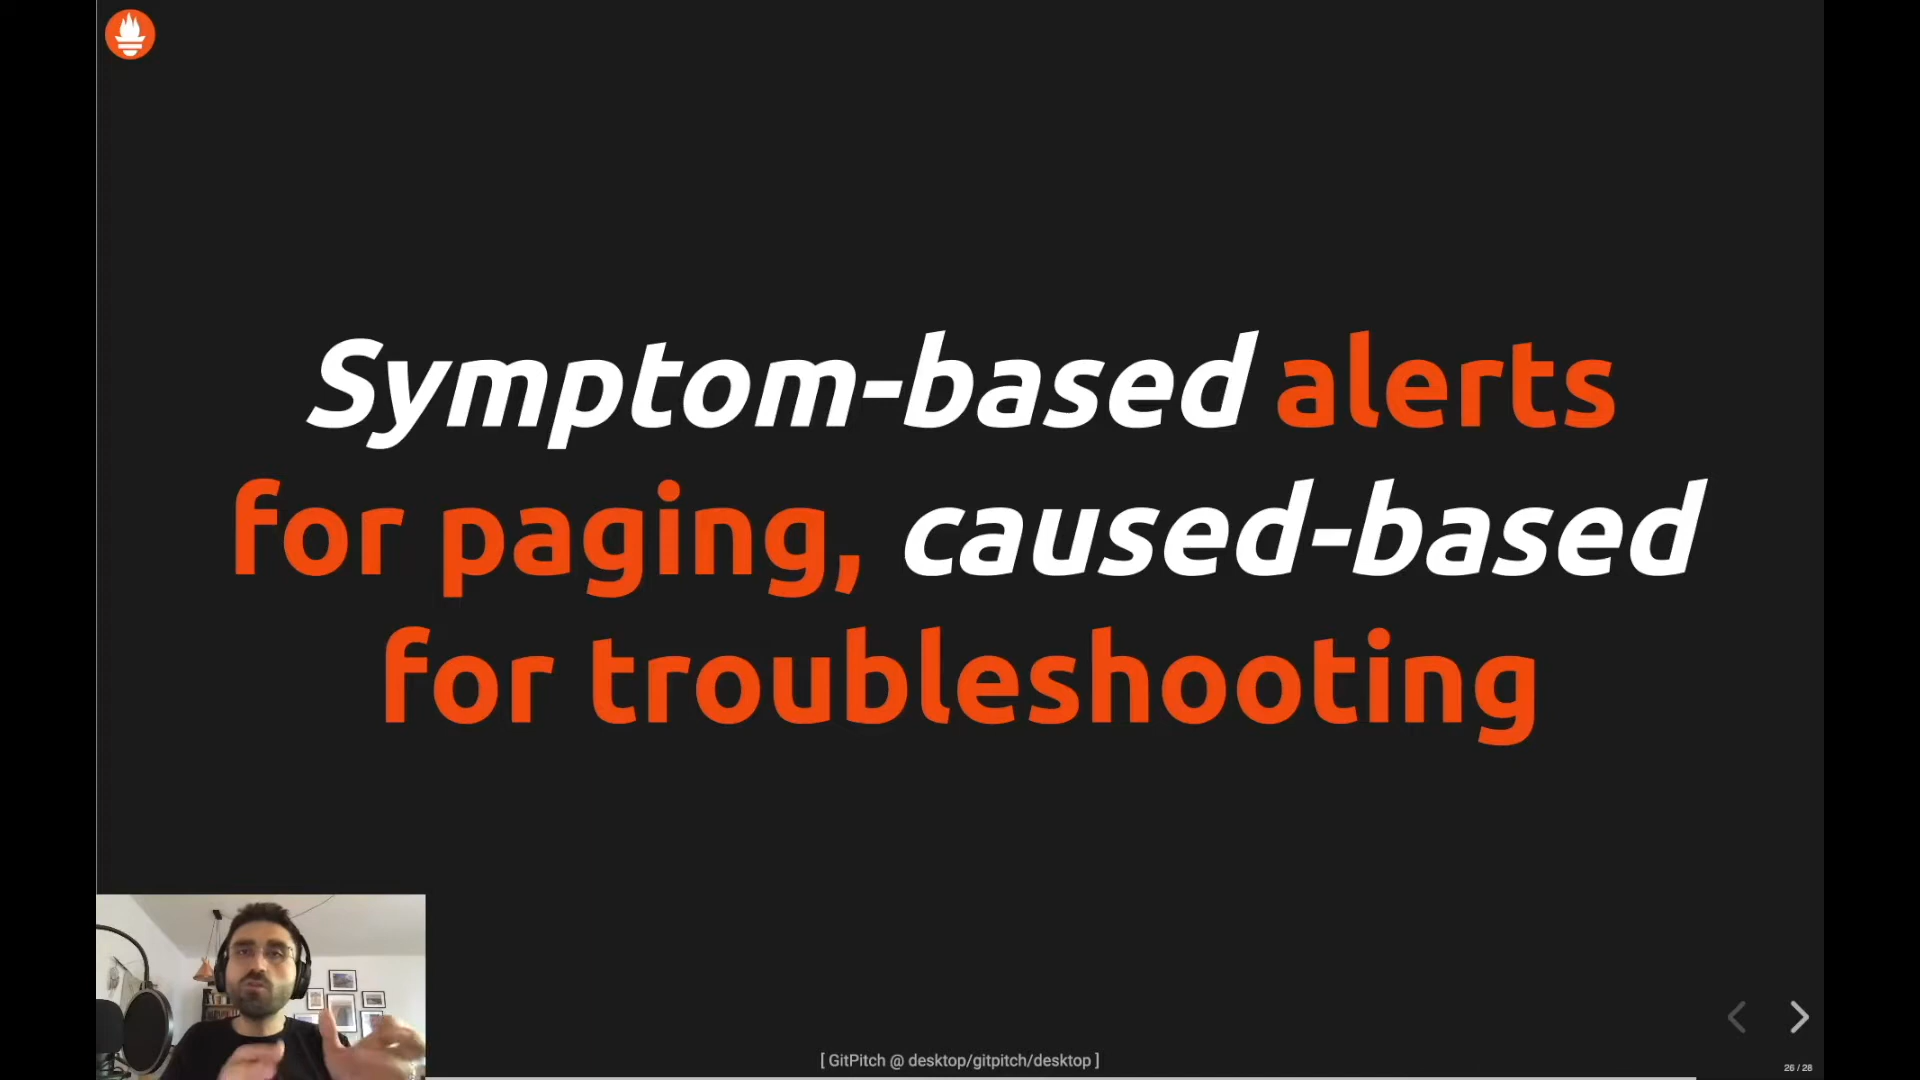 Symptom-based alerts
for paging, caused-based
for troubleshooting
[ GitPitch @ desktop/gitpitch/desktop ]
26 / 28